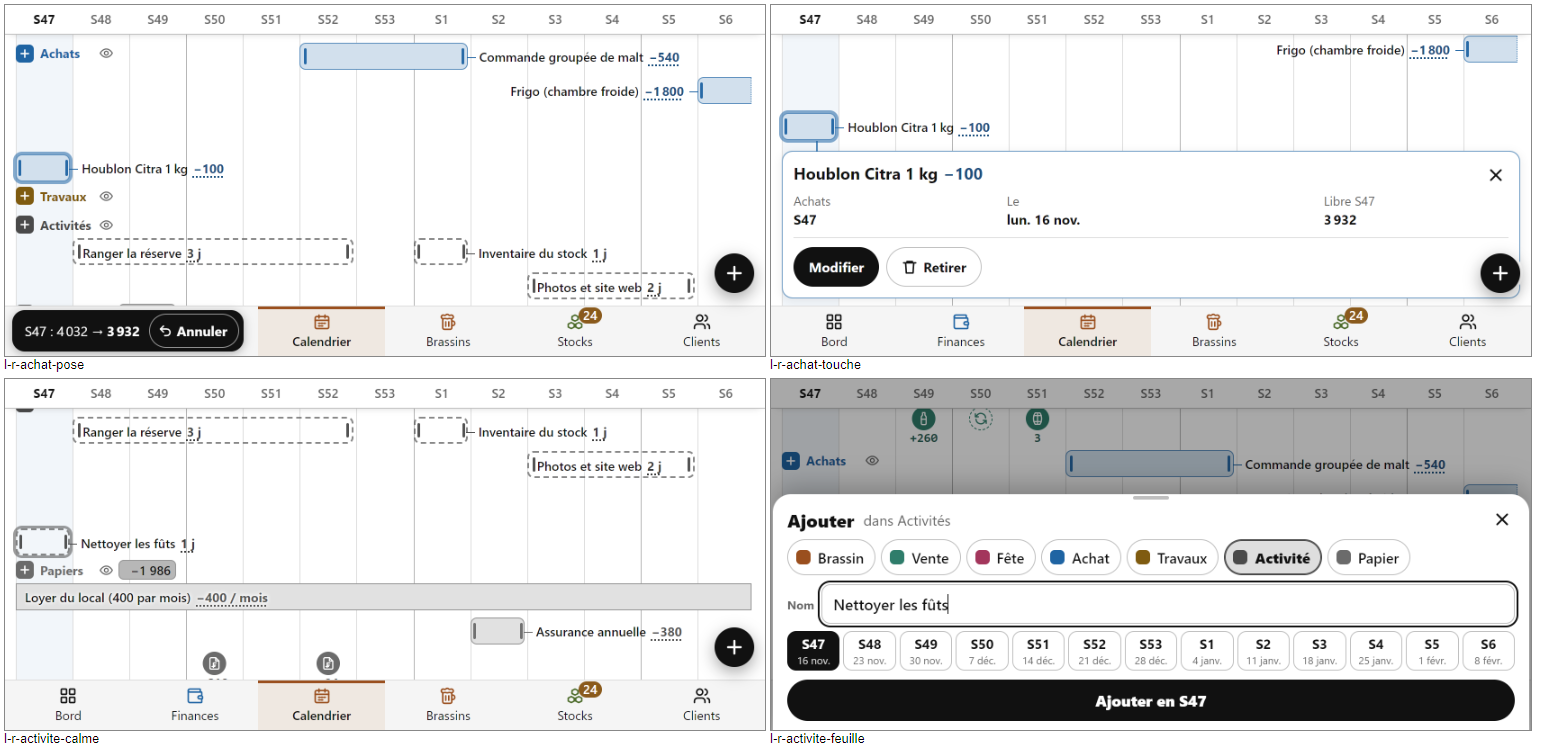 S47 S48 S49 S50 S51 S52 S53 S1 S2 S3 S4 S5 S6
+ Achats
Commande groupée de malt −540
Frigo (chambre froide) −1 800
Houblon Citra 1 kg −100
+ Travaux
+ Activités
Ranger la réserve 3 j
Inventaire du stock 1 j
Photos et site web 2 j
+
S47 : 4 032 → 3 932 Annuler
Calendrier
Brassins
24
Stocks
Clients
l-r-achat-pose
S47 S48 S49 S50 S51 S52 S53 S1 S2 S3 S4 S5 S6
Frigo (chambre froide) −1 800
Houblon Citra 1 kg −100
Houblon Citra 1 kg −100
Achats
S47
Le
lun. 16 nov.
Libre S47
3 932
Modifier
Retirer
+
Bord
Finances
Calendrier
Brassins
24
Stocks
Clients
l-r-achat-touche
S47 S48 S49 S50 S51 S52 S53 S1 S2 S3 S4 S5 S6
Ranger la réserve 3 j
Inventaire du stock 1 j
Photos et site web 2 j
Nettoyer les fûts 1 j
+ Papiers −1 986
Loyer du local (400 par mois) −400 / mois
Assurance annuelle −380
+
Bord
Finances
Calendrier
Brassins
24
Stocks
Clients
l-r-activite-calme
S47 S48 S49 S50 S51 S52 S53 S1 S2 S3 S4 S5 S6
+260
3
+ Achats
Commande groupée de malt −540
Ajouter dans Activités
Brassin Vente Fête Achat Travaux Activité Papier
Nom Nettoyer les fûts
S47 S48 S49 S50 S51 S52 S53 S1 S2 S3 S4 S5 S6
16 nov. 23 nov. 30 nov. 7 déc. 14 déc. 21 déc. 28 déc. 4 janv. 11 janv. 18 janv. 25 janv. 1 févr. 8 févr.
Ajouter en S47
l-r-activite-feuille